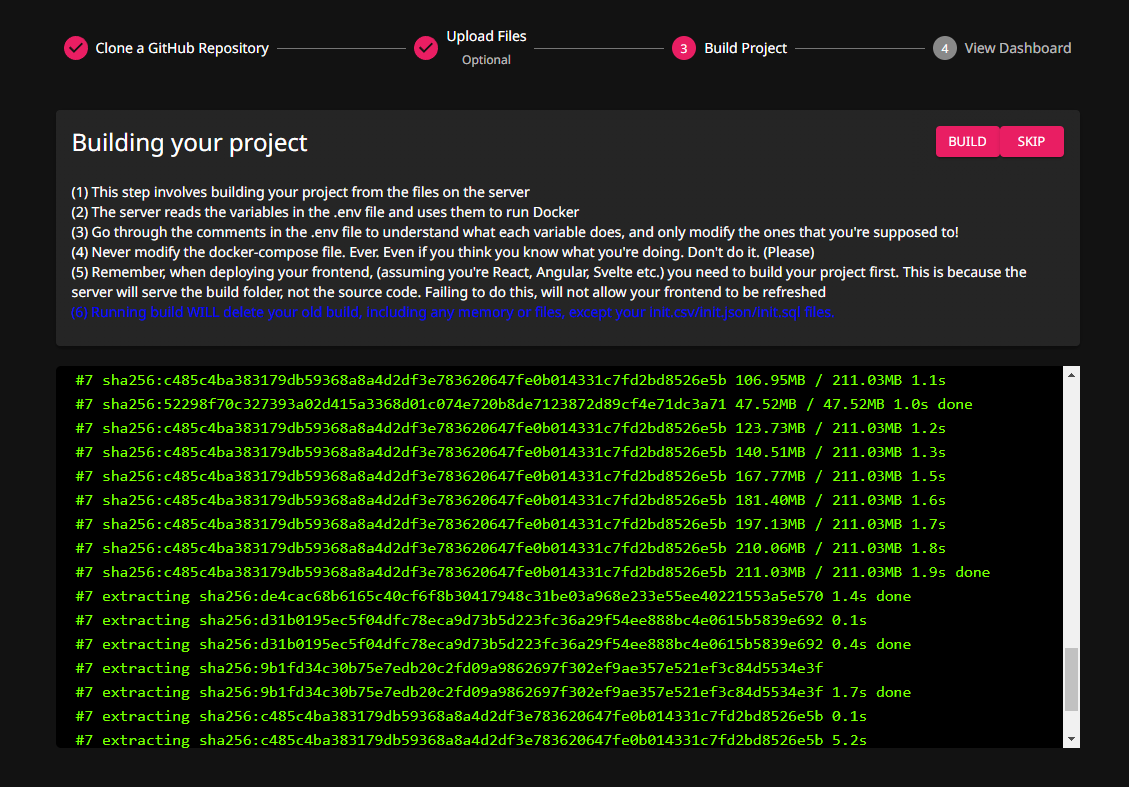 Clone a GitHub Repository
Upload Files
Optional
3
Build Project
4
View Dashboard
Building your project
BUILD
SKIP
(1) This step involves building your project from the files on the server
(2) The server reads the variables in the .env file and uses them to run Docker
(3) Go through the comments in the .env file to understand what each variable does, and only modify the ones that you're supposed to!
(4) Never modify the docker-compose file. Ever. Even if you think you know what you're doing. Don't do it. (Please)
(5) Remember, when deploying your frontend, (assuming you're React, Angular, Svelte etc.) you need to build your project first. This is because the
server will serve the build folder, not the source code. Failing to do this, will not allow your frontend to be refreshed
(6) Running build WILL delete your old build, including any memory or files, except your init.csv/init.json/init.sql files.
#7 sha256:c485c4ba383179db59368a8a4d2df3e783620647fe0b014331c7fd2bd8526e5b 106.95MB / 211.03MB 1.1s
#7 sha256:52298f70c327393a02d415a3368d01c074e720b8de7123872d89cf4e71dc3a71 47.52MB / 47.52MB 1.0s done
#7 sha256:c485c4ba383179db59368a8a4d2df3e783620647fe0b014331c7fd2bd8526e5b 123.73MB / 211.03MB 1.2s
#7 sha256:c485c4ba383179db59368a8a4d2df3e783620647fe0b014331c7fd2bd8526e5b 140.51MB / 211.03MB 1.3s
#7 sha256:c485c4ba383179db59368a8a4d2df3e783620647fe0b014331c7fd2bd8526e5b 167.77MB / 211.03MB 1.5s
#7 sha256:c485c4ba383179db59368a8a4d2df3e783620647fe0b014331c7fd2bd8526e5b 181.40MB / 211.03MB 1.6s
#7 sha256:c485c4ba383179db59368a8a4d2df3e783620647fe0b014331c7fd2bd8526e5b 197.13MB / 211.03MB 1.7s
#7 sha256:c485c4ba383179db59368a8a4d2df3e783620647fe0b014331c7fd2bd8526e5b 210.06MB / 211.03MB 1.8s
#7 sha256:c485c4ba383179db59368a8a4d2df3e783620647fe0b014331c7fd2bd8526e5b 211.03MB / 211.03MB 1.9s done
#7 extracting sha256:de4cac68b6165c40cf6f8b30417948c31be03a968e233e55ee40221553a5e570 1.4s done
#7 extracting sha256:d31b0195ec5f04dfc78eca9d73b5d223fc36a29f54ee888bc4e0615b5839e692 0.1s
#7 extracting sha256:d31b0195ec5f04dfc78eca9d73b5d223fc36a29f54ee888bc4e0615b5839e692 0.4s done
#7 extracting sha256:9b1fd34c30b75e7edb20c2fd09a9862697f302ef9ae357e521ef3c84d5534e3f
#7 extracting sha256:9b1fd34c30b75e7edb20c2fd09a9862697f302ef9ae357e521ef3c84d5534e3f 1.7s done
#7 extracting sha256:c485c4ba383179db59368a8a4d2df3e783620647fe0b014331c7fd2bd8526e5b 0.1s
#7 extracting sha256:c485c4ba383179db59368a8a4d2df3e783620647fe0b014331c7fd2bd8526e5b 5.2s